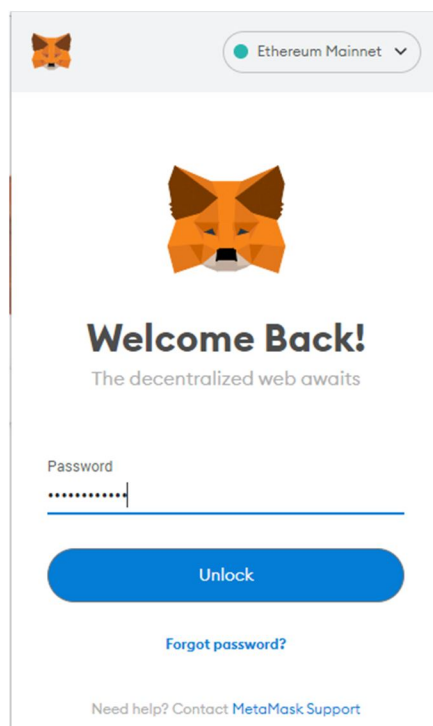 Ethereum Mainnet
Welcome Back!
The decentralized web awaits
Password
••••••••••••
Unlock
Forgot password?
Need help? Contact MetaMask Support